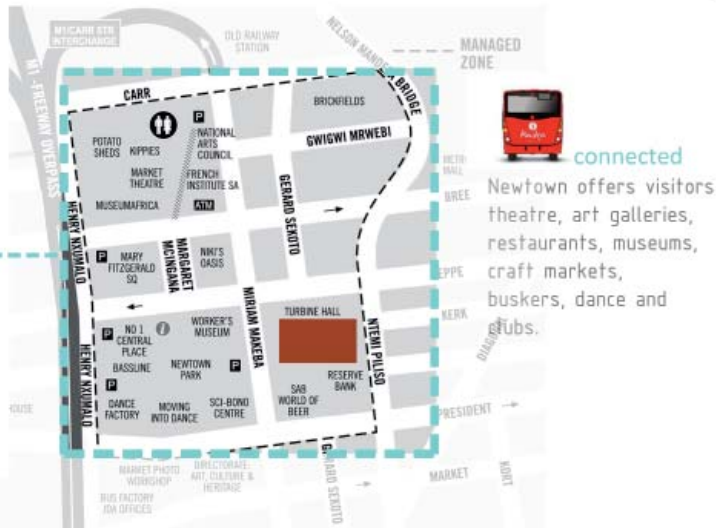 M1/CARR STR
INTERCHANGE
M1 -FREEWAY OVERPASS
OLD RAILWAY
STATION
NELSON MANDELA BRIDGE
MANAGED
ZONE
CARR
P
BRICKFIELDS
NATIONAL
ARTS
COUNCIL
GWIGWI MRWEBI
POTATO
SHEDS
KIPPIES
MARKET
THEATRE
FRENCH
INSTITUTE SA
MUSEUMAFRICA
ATM
GERARD SEKOTO
BREE
HENRY NXUMALO
P
MARY
FITZGERALD
SQ
MARGARET
MCINGANA
NIKI'S
OASIS
MIRIAM MAKEBA
TURBINE HALL
NTEMI PILISO
KERK
P
NO 1
CENTRAL
PLACE
i
WORKER'S
MUSEUM
BASSLINE
NEWTOWN
PARK
P
HENRY NXUMALO
P
DANCE
FACTORY
MOVING
INTO DANCE
SCI-BONO
CENTRE
SAB
WORLD OF
BEER
RESERVE
BANK
PRESIDENT
MARKET PHOTO
WORKSHOP
DIRECTORATE:
ART, CULTURE &
HERITAGE
BUS FACTORY
JDA OFFICES
GERARD SEKOTO
MARKET
KORT
connected
Newtown offers visitors
theatre, art galleries,
restaurants, museums,
craft markets,
buskers, dance and
clubs.